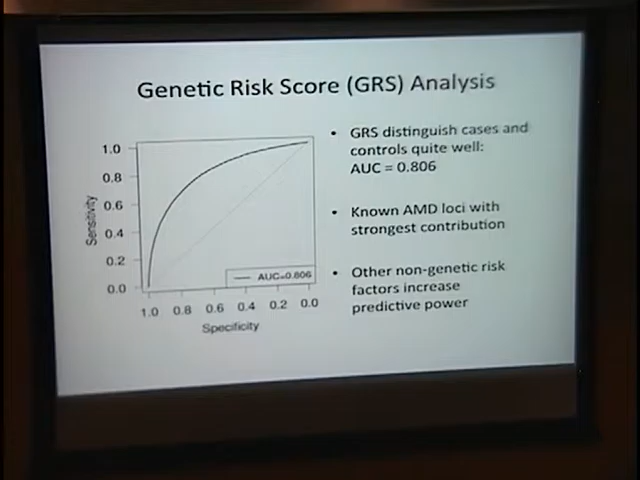 Genetic Risk Score (GRS) Analysis
1.0
0.8
0.6
0.4
0.2
0.0
Sensitivity
AUC=0.806
1.0 0.8 0.6 0.4 0.2 0.0
Specificity
• GRS distinguish cases and
controls quite well:
AUC = 0.806
• Known AMD loci with
strongest contribution
• Other non-genetic risk
factors increase
predictive power